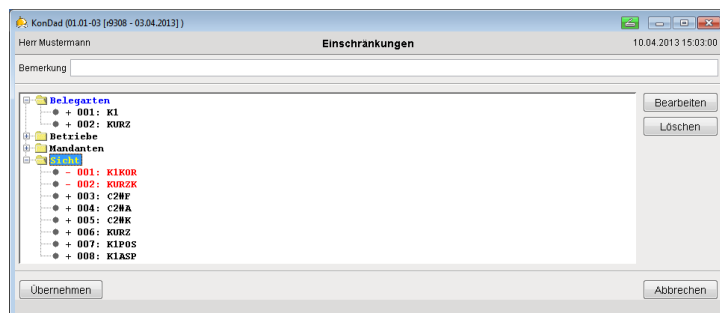 KonDad (01.01-03 [r9308 - 03.04.2013] )
Herr Mustermann Einschränkungen 10.04.2013 15:03:00
Bemerkung
Belegarten
+ 001: K1
+ 002: KURZ
Betriebe
Mandanten
Sicht
- 001: K1KOR
- 002: KURZK
+ 003: C2#F
+ 004: C2#A
+ 005: C2#K
+ 006: KURZ
+ 007: K1POS
+ 008: K1ASP
Bearbeiten
Löschen
Übernehmen Abbrechen